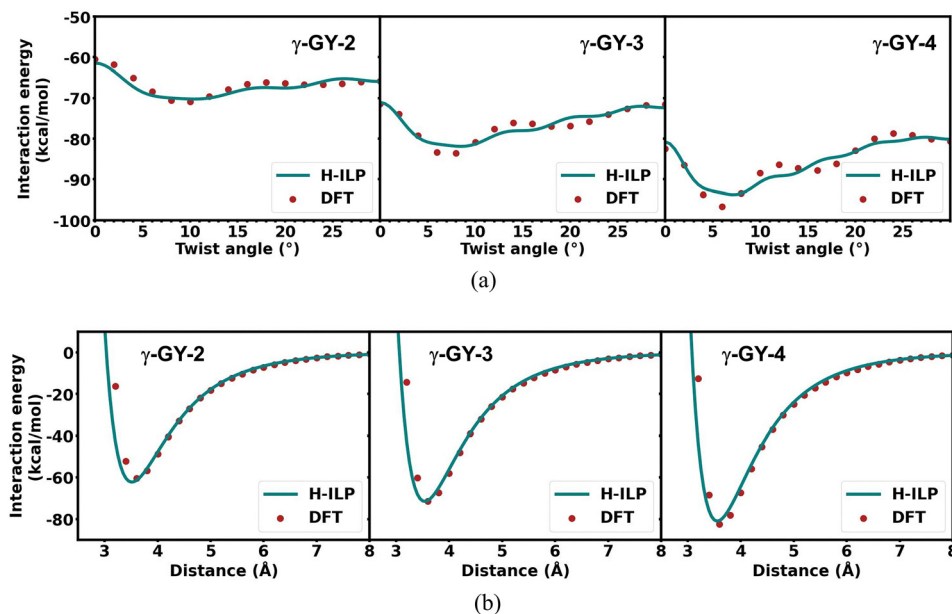 Interaction energy
(kcal/mol)
-50
-60
-70
-80
-90
-100
γ-GY-2
γ-GY-3
γ-GY-4
H-ILP
DFT
H-ILP
DFT
H-ILP
DFT
0 5 10 15 20 25
0 5 10 15 20 25
0 5 10 15 20 25
Twist angle (°)
Twist angle (°)
Twist angle (°)
(a)
Interaction energy
(kcal/mol)
0
-20
-40
-60
-80
γ-GY-2
γ-GY-3
γ-GY-4
H-ILP
DFT
H-ILP
DFT
H-ILP
DFT
3 4 5 6 7 8
3 4 5 6 7 8
3 4 5 6 7 8
Distance (Å)
Distance (Å)
Distance (Å)
(b)